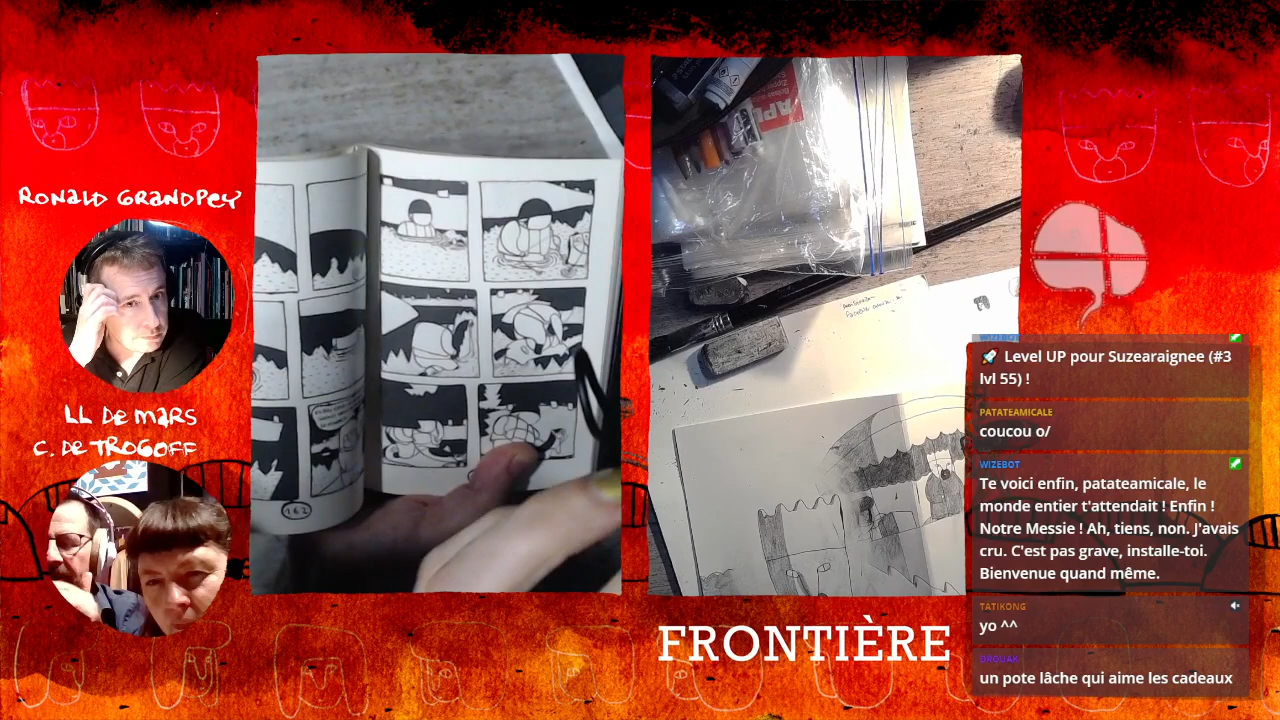 RONALD GRANDPEY
LL DE MARS
C. DE TROGOFF
162
FRONTIÈRE
WIZEBOT
🚀 Level UP pour Suzearaignee (#3
lvl 55) !
PATATEAMICALE
coucou o/
WIZEBOT
Te voici enfin, patateamicale, le
monde entier t'attendait ! Enfin !
Notre Messie ! Ah, tiens, non. J'avais
cru. C'est pas grave, installe-toi.
Bienvenue quand même.
TATIKONG
yo ^^
DROUAK
un pote lâche qui aime les cadeaux